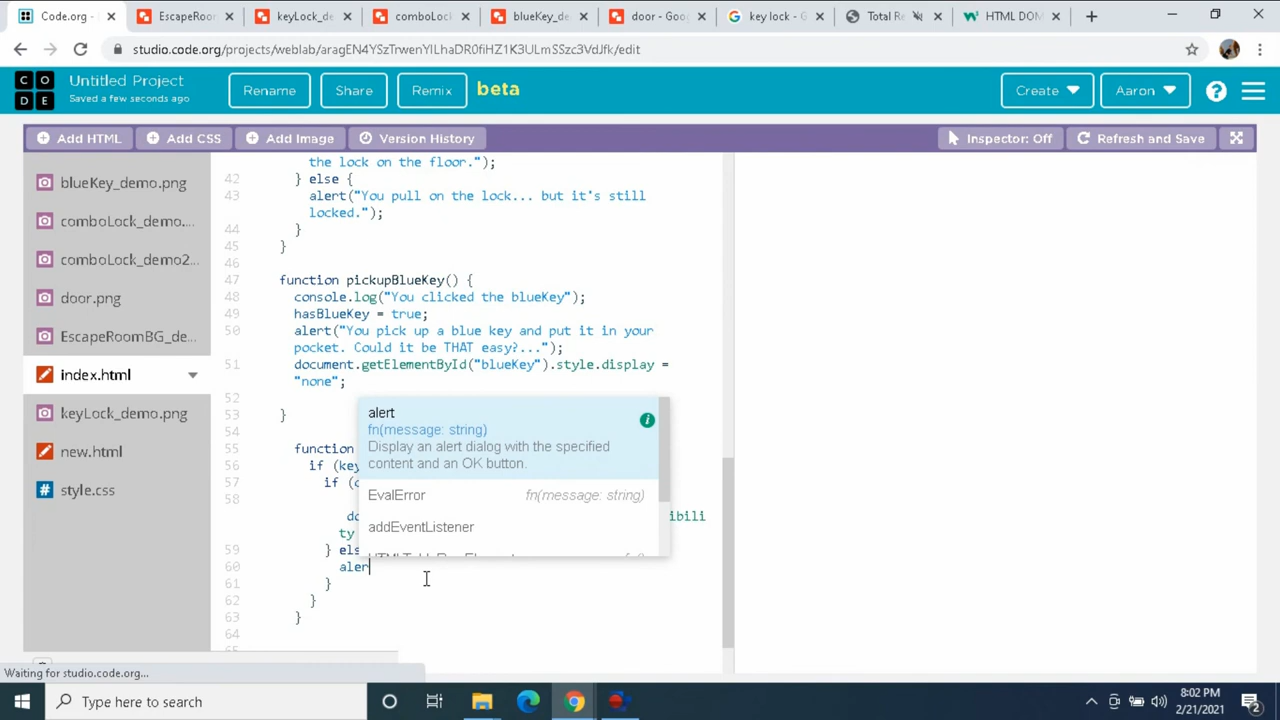 Code.org - EscapeRoo keyLock_de comboLock blueKey_de door - Goo key lock - G Total Re HTML DOM
studio.code.org/projects/weblab/aragEN4YSzTrwenYILhaDR0fiHZ1K3ULmSSzc3VdJfk/edit
CODE Untitled Project Rename Share Remix beta Create Aaron
Saved a few seconds ago
Add HTML Add CSS Add Image Version History Inspector: Off Refresh and Save
blueKey_demo.png
comboLock_demo....
comboLock_demo2...
door.png
EscapeRoomBG_de...
index.html
keyLock_demo.png
new.html
style.css
the lock on the floor.");
42 } else {
43 alert("You pull on the lock... but it's still
locked.");
44 }
45 }
46
47 function pickupBlueKey() {
48 console.log("You clicked the blueKey");
49 hasBlueKey = true;
50 alert("You pick up a blue key and put it in your
pocket. Could it be THAT easy?...");
51 document.getElementById("blueKey").style.display =
"none";
52
53 }
54
55 function
56 if (key
57 if (c
58
do ibili
ty
59 } els
60 aler
61 }
62 }
63 }
64
65
alert
fn(message: string)
Display an alert dialog with the specified
content and an OK button.
EvalError fn(message: string)
addEventListener
Waiting for studio.code.org...
Type here to search
8:02 PM
2/21/2021
2